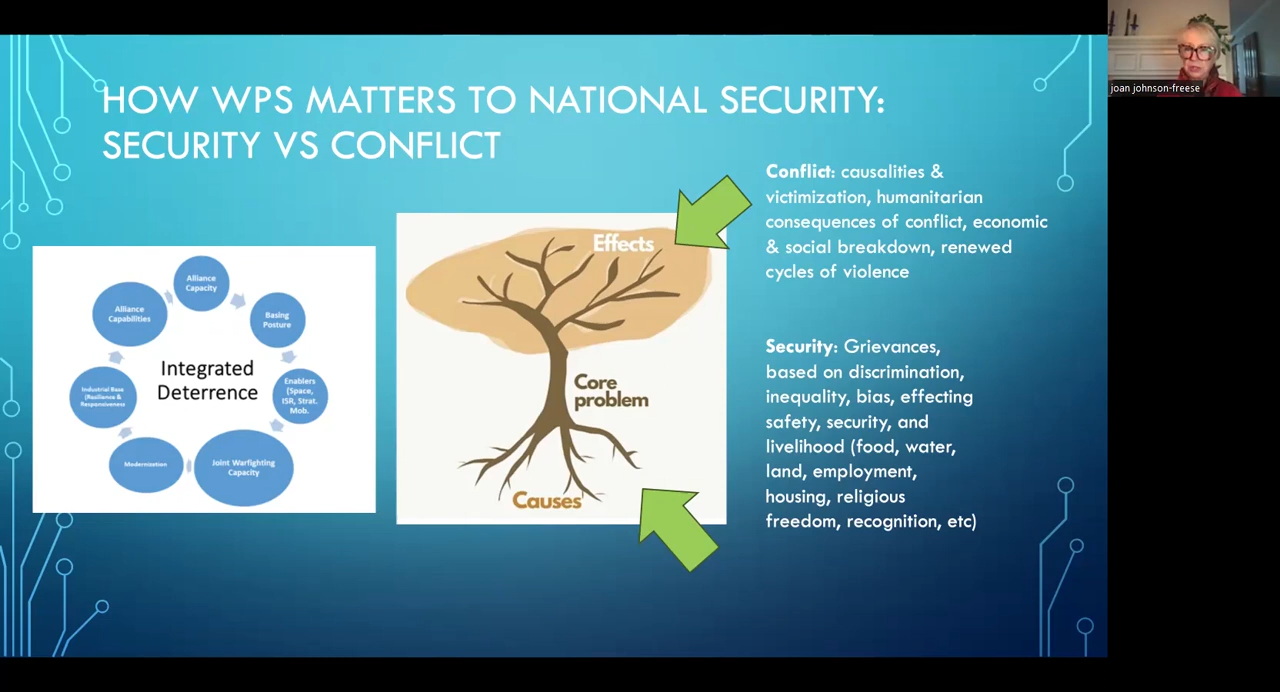 HOW WPS MATTERS TO NATIONAL SECURITY:
SECURITY VS CONFLICT
joan johnson-freese
Alliance
Capacity
Basing
Posture
Enablers
(Space,
ISR, Strat.
Mob.
Joint Warfighting
Capacity
Modernization
Industrial Base
(Resilience &
Responsiveness
Alliance
Capabilities
Integrated
Deterrence
Effects
Core
problem
Causes
Conflict: causalities &
victimization, humanitarian
consequences of conflict, economic
& social breakdown, renewed
cycles of violence
Security: Grievances,
based on discrimination,
inequality, bias, effecting
safety, security, and
livelihood (food, water,
land, employment,
housing, religious
freedom, recognition, etc)